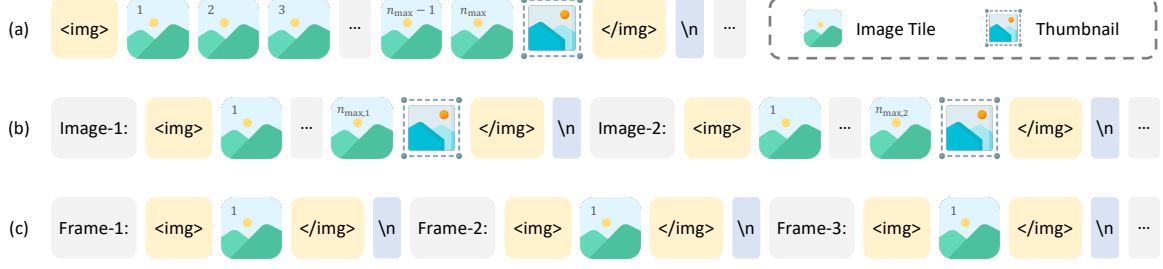 (a) <img> 1 2 3 ... n_max − 1 n_max </img> \n ... Image Tile Thumbnail
(b) Image-1: <img> 1 ... n_max,1 </img> \n Image-2: <img> 1 ... n_max,2 </img> \n ...
(c) Frame-1: <img> 1 </img> \n Frame-2: <img> 1 </img> \n Frame-3: <img> 1 </img> \n ...